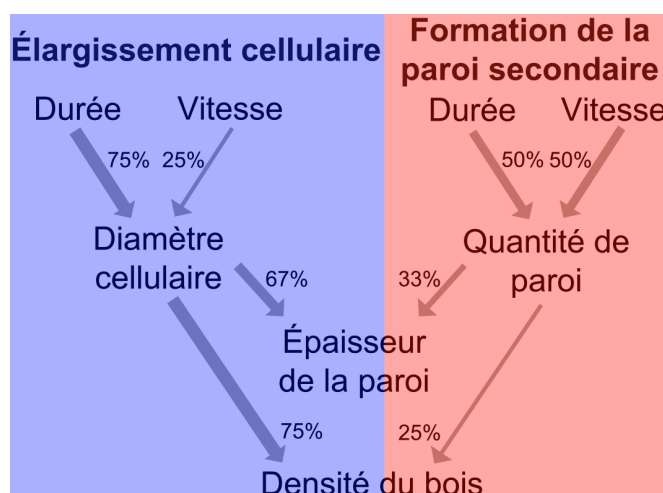 Élargissement cellulaire
Formation de la
paroi secondaire
Durée
Vitesse
Durée
Vitesse
75%
25%
50%
50%
Diamètre
cellulaire
Quantité de
paroi
67%
33%
Épaisseur
de la paroi
75%
25%
Densité du bois